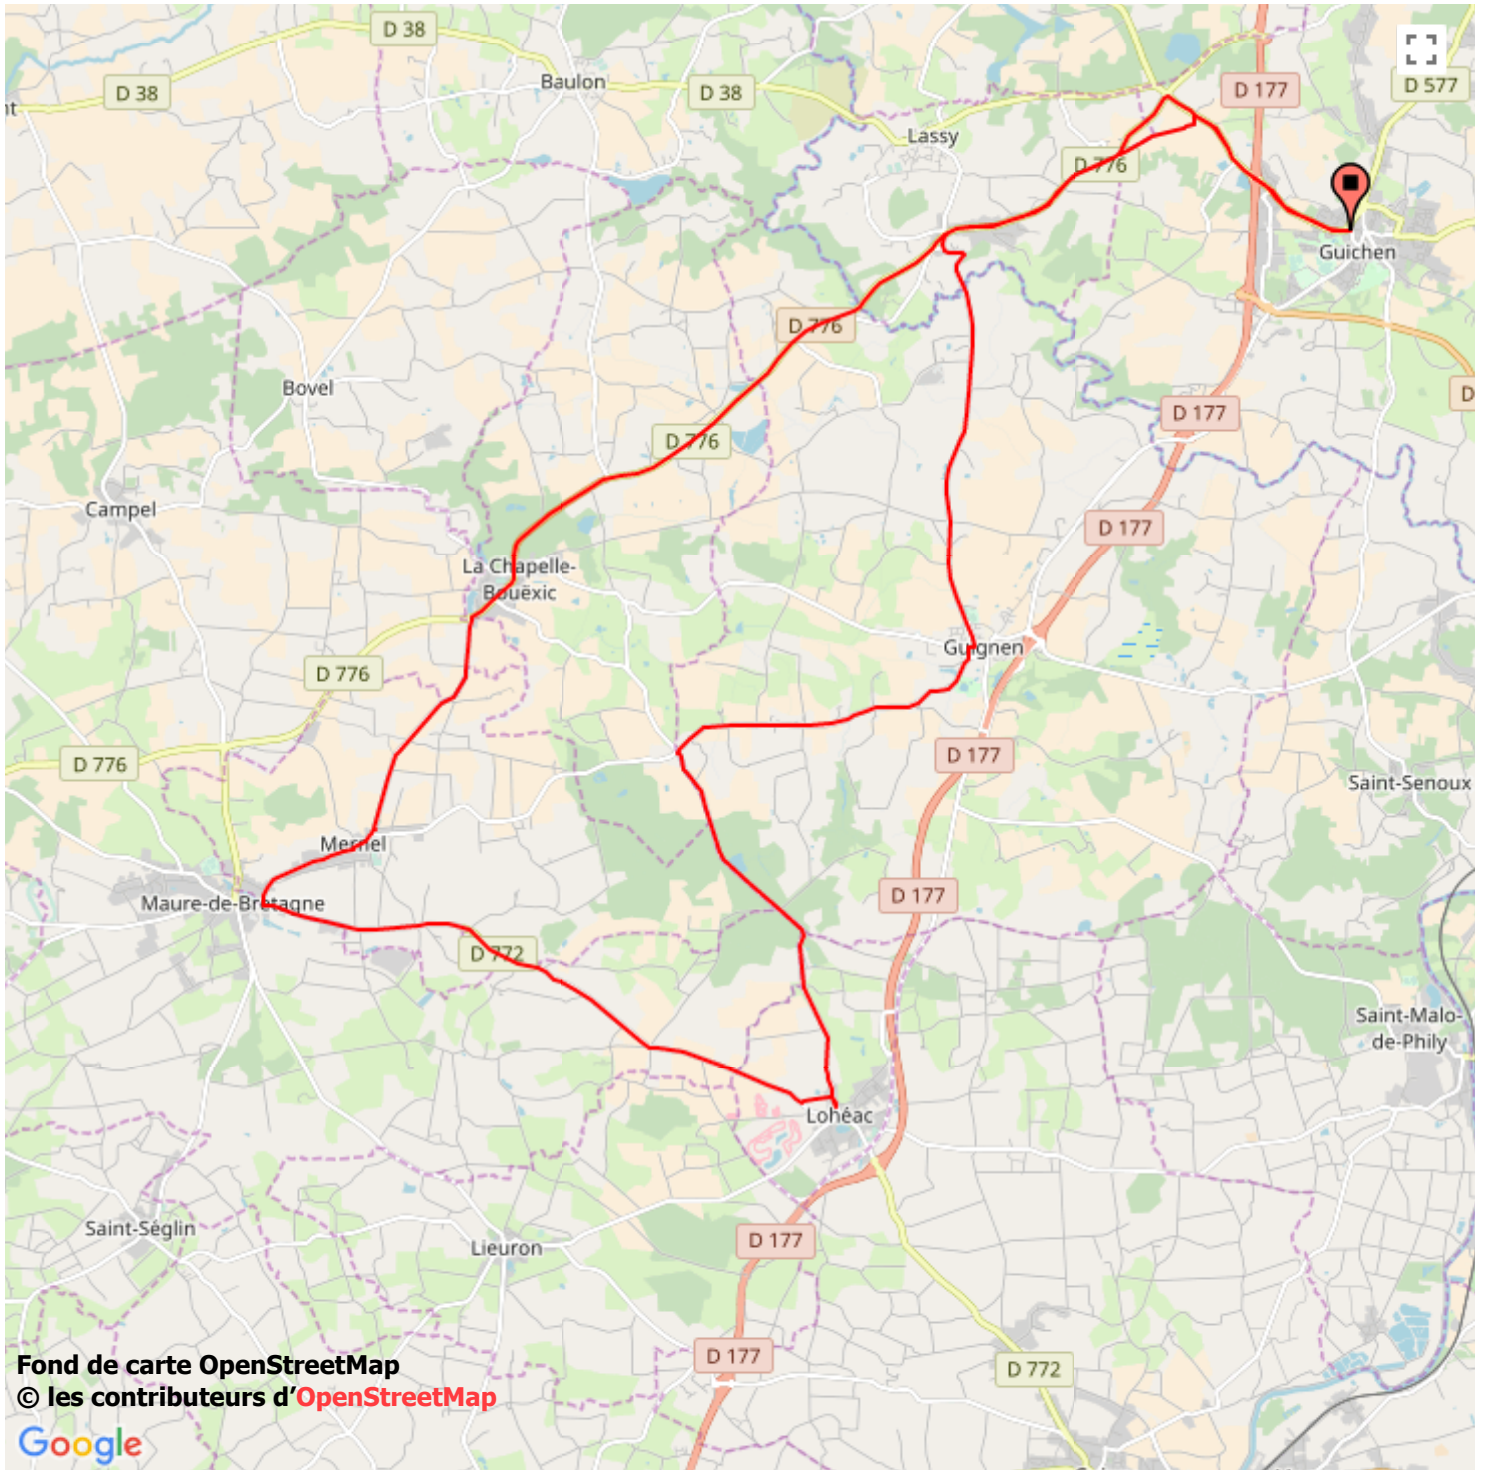 D 38
D 38
D 38
Baulon
D 177
D 577
nt
Lassy
D 776
Guichen
D 776
Bovel
D
D 177
D 776
Campel
D 177
La Chapelle-
Bouëxic
Guignen
D 776
D 776
D 177
Saint-Senoux
Mernel
Maure-de-Bretagne
D 177
D 772
Saint-Malo-
de-Phily
Lohéac
Saint-Séglin
Lieuron
D 177
D 177
D 772
Fond de carte OpenStreetMap
© les contributeurs d’OpenStreetMap
Google